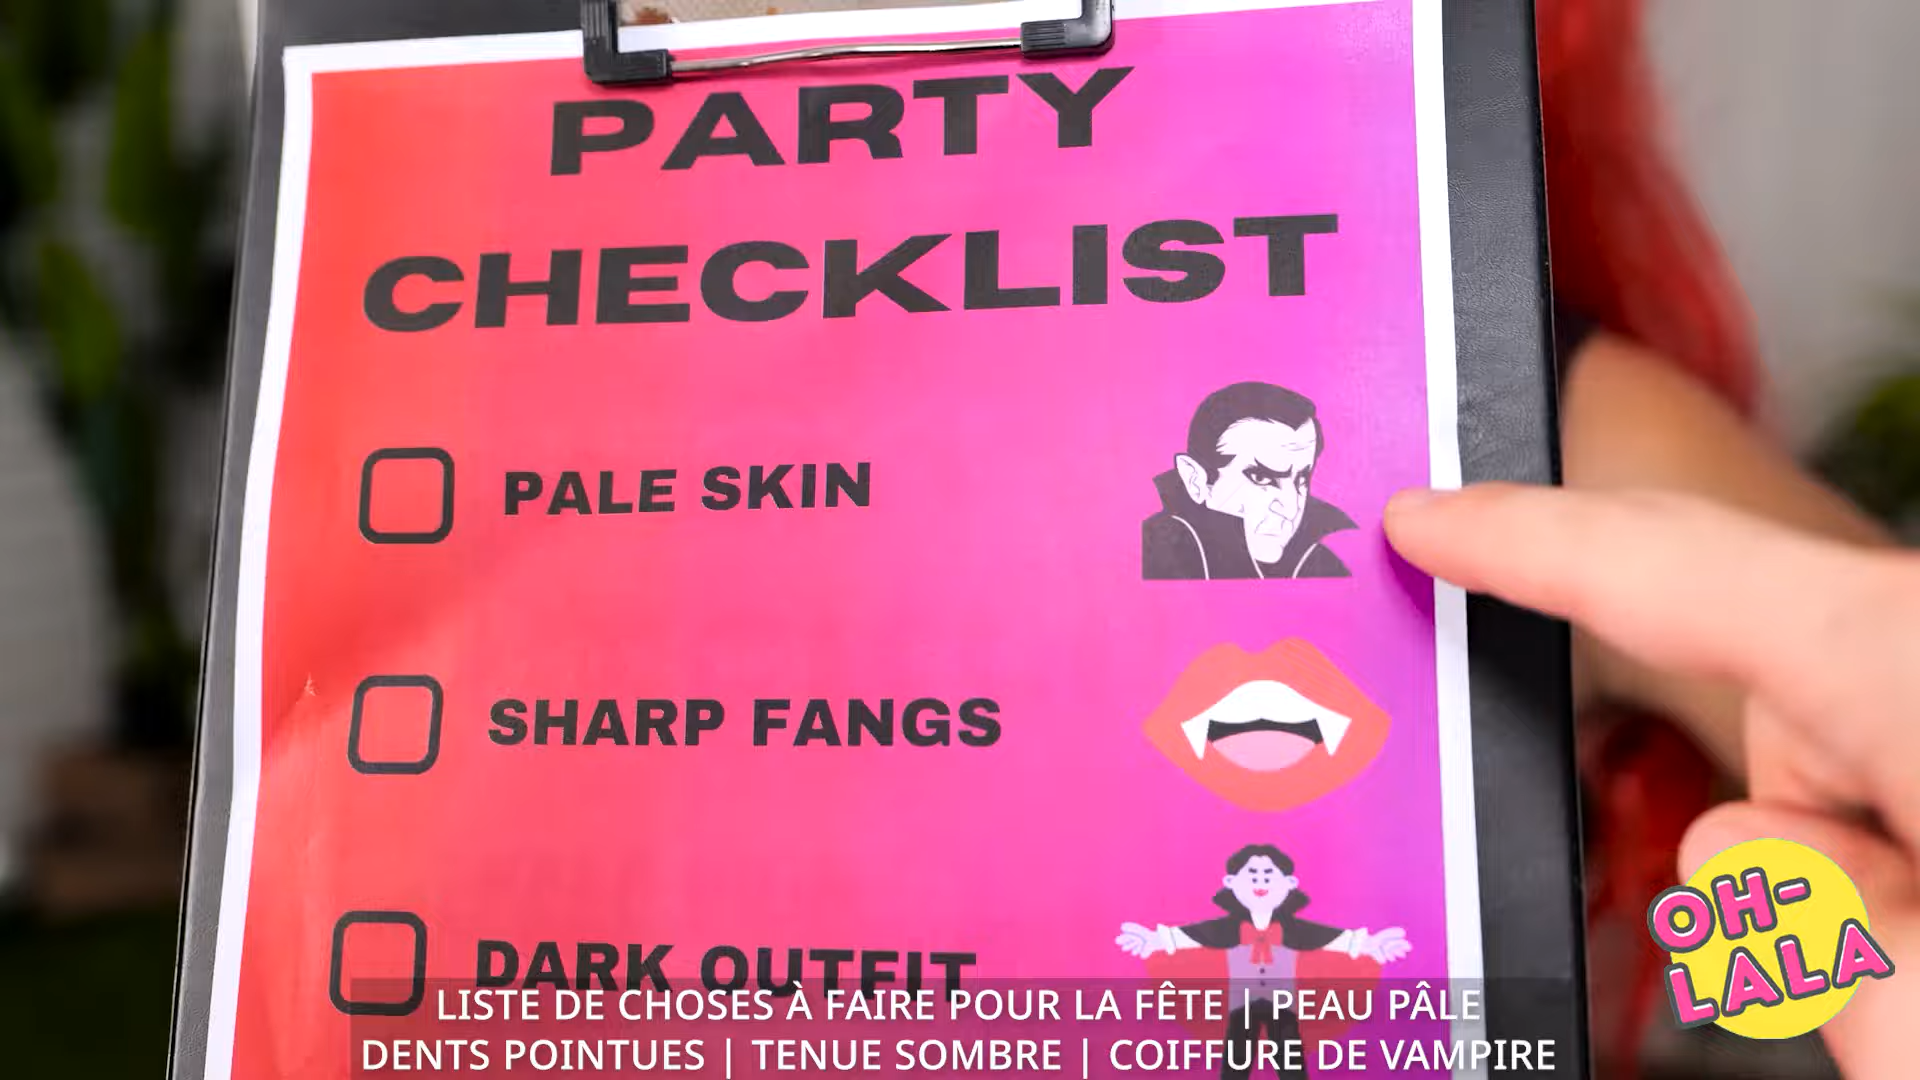 PARTY
CHECKLIST
PALE SKIN
SHARP FANGS
DARK OUTFIT
LISTE DE CHOSES À FAIRE POUR LA FÊTE | PEAU PÂLE
DENTS POINTUES | TENUE SOMBRE | COIFFURE DE VAMPIRE
OH-
LALA